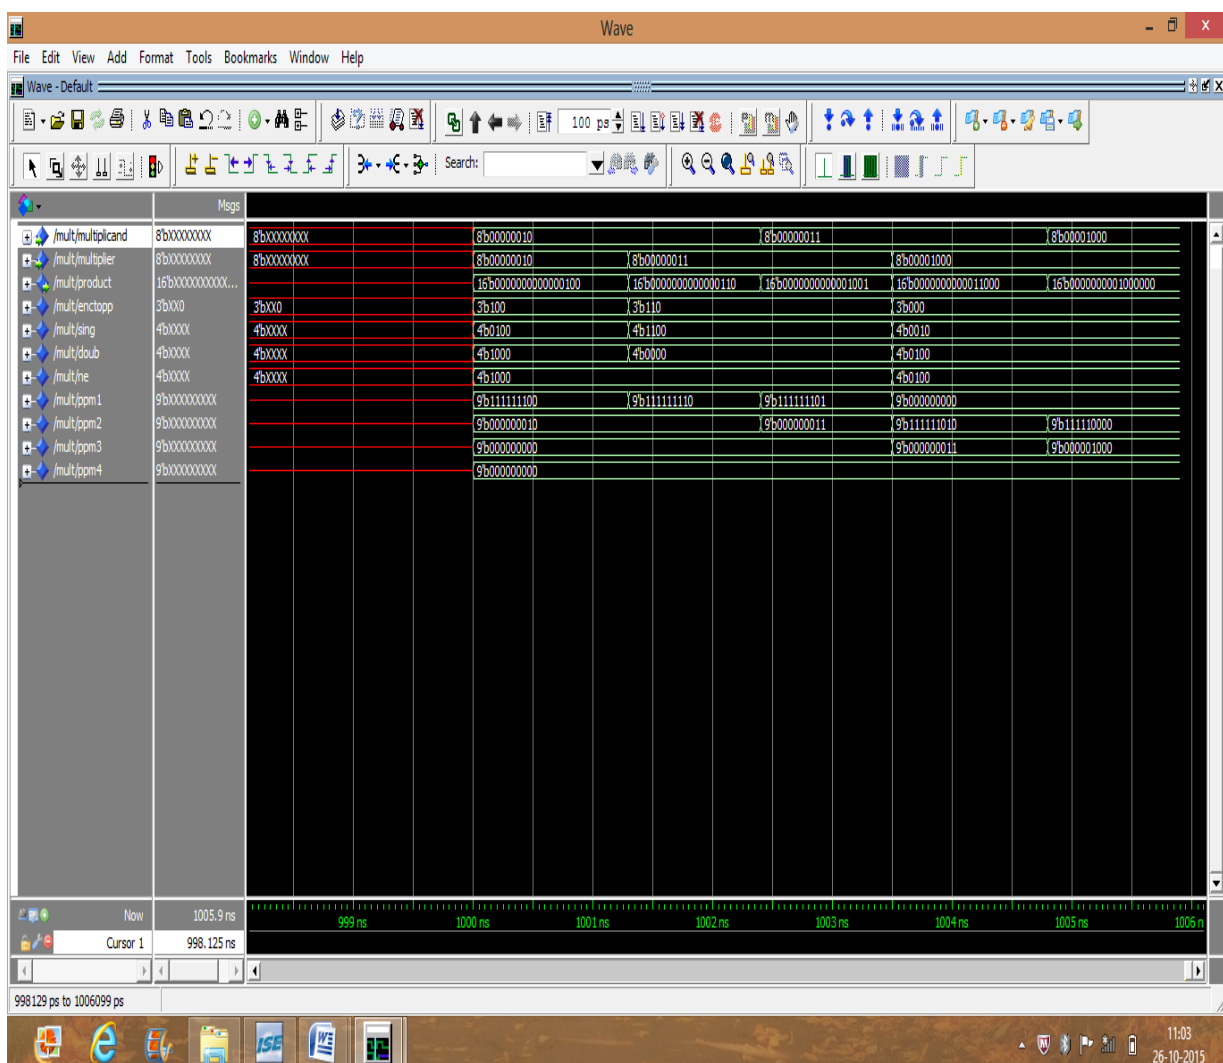 Wave
File Edit View Add Format Tools Bookmarks Window Help
Wave - Default
100 ps
Search:
Msgs
/mult/multiplicand 8'bXXXXXXXX 8'bXXXXXXXX 8'b00000010 8'b00000011 8'b00001000
/mult/multiplier 8'bXXXXXXXX 8'bXXXXXXXX 8'b00000010 8'b00000011 8'b00001000
/mult/product 16'bXXXXXXXXXX... 16'b0000000000000100 16'b0000000000000110 16'b0000000000001001 16'b0000000000011000 16'b0000000001000000
/mult/enctopp 3'bXX0 3'bXX0 3'b100 3'b110 3'b000
/mult/sing 4'bXXXX 4'bXXXX 4'b0100 4'b1100 4'b0010
/mult/doub 4'bXXXX 4'bXXXX 4'b1000 4'b0000 4'b0100
/mult/ne 4'bXXXX 4'bXXXX 4'b1000 4'b0100
/mult/ppm1 9'bXXXXXXXXX 9'b111111100 9'b111111110 9'b111111101 9'b000000000
/mult/ppm2 9'bXXXXXXXXX 9'b000000010 9'b000000011 9'b111111010 9'b111110000
/mult/ppm3 9'bXXXXXXXXX 9'b000000000 9'b000000011 9'b000001000
/mult/ppm4 9'bXXXXXXXXX 9'b000000000
Now 1005.9 ns
999 ns 1000 ns 1001 ns 1002 ns 1003 ns 1004 ns 1005 ns 1006 n
Cursor 1 998.125 ns
998129 ps to 1006099 ps
ISE
11:03
26-10-2015